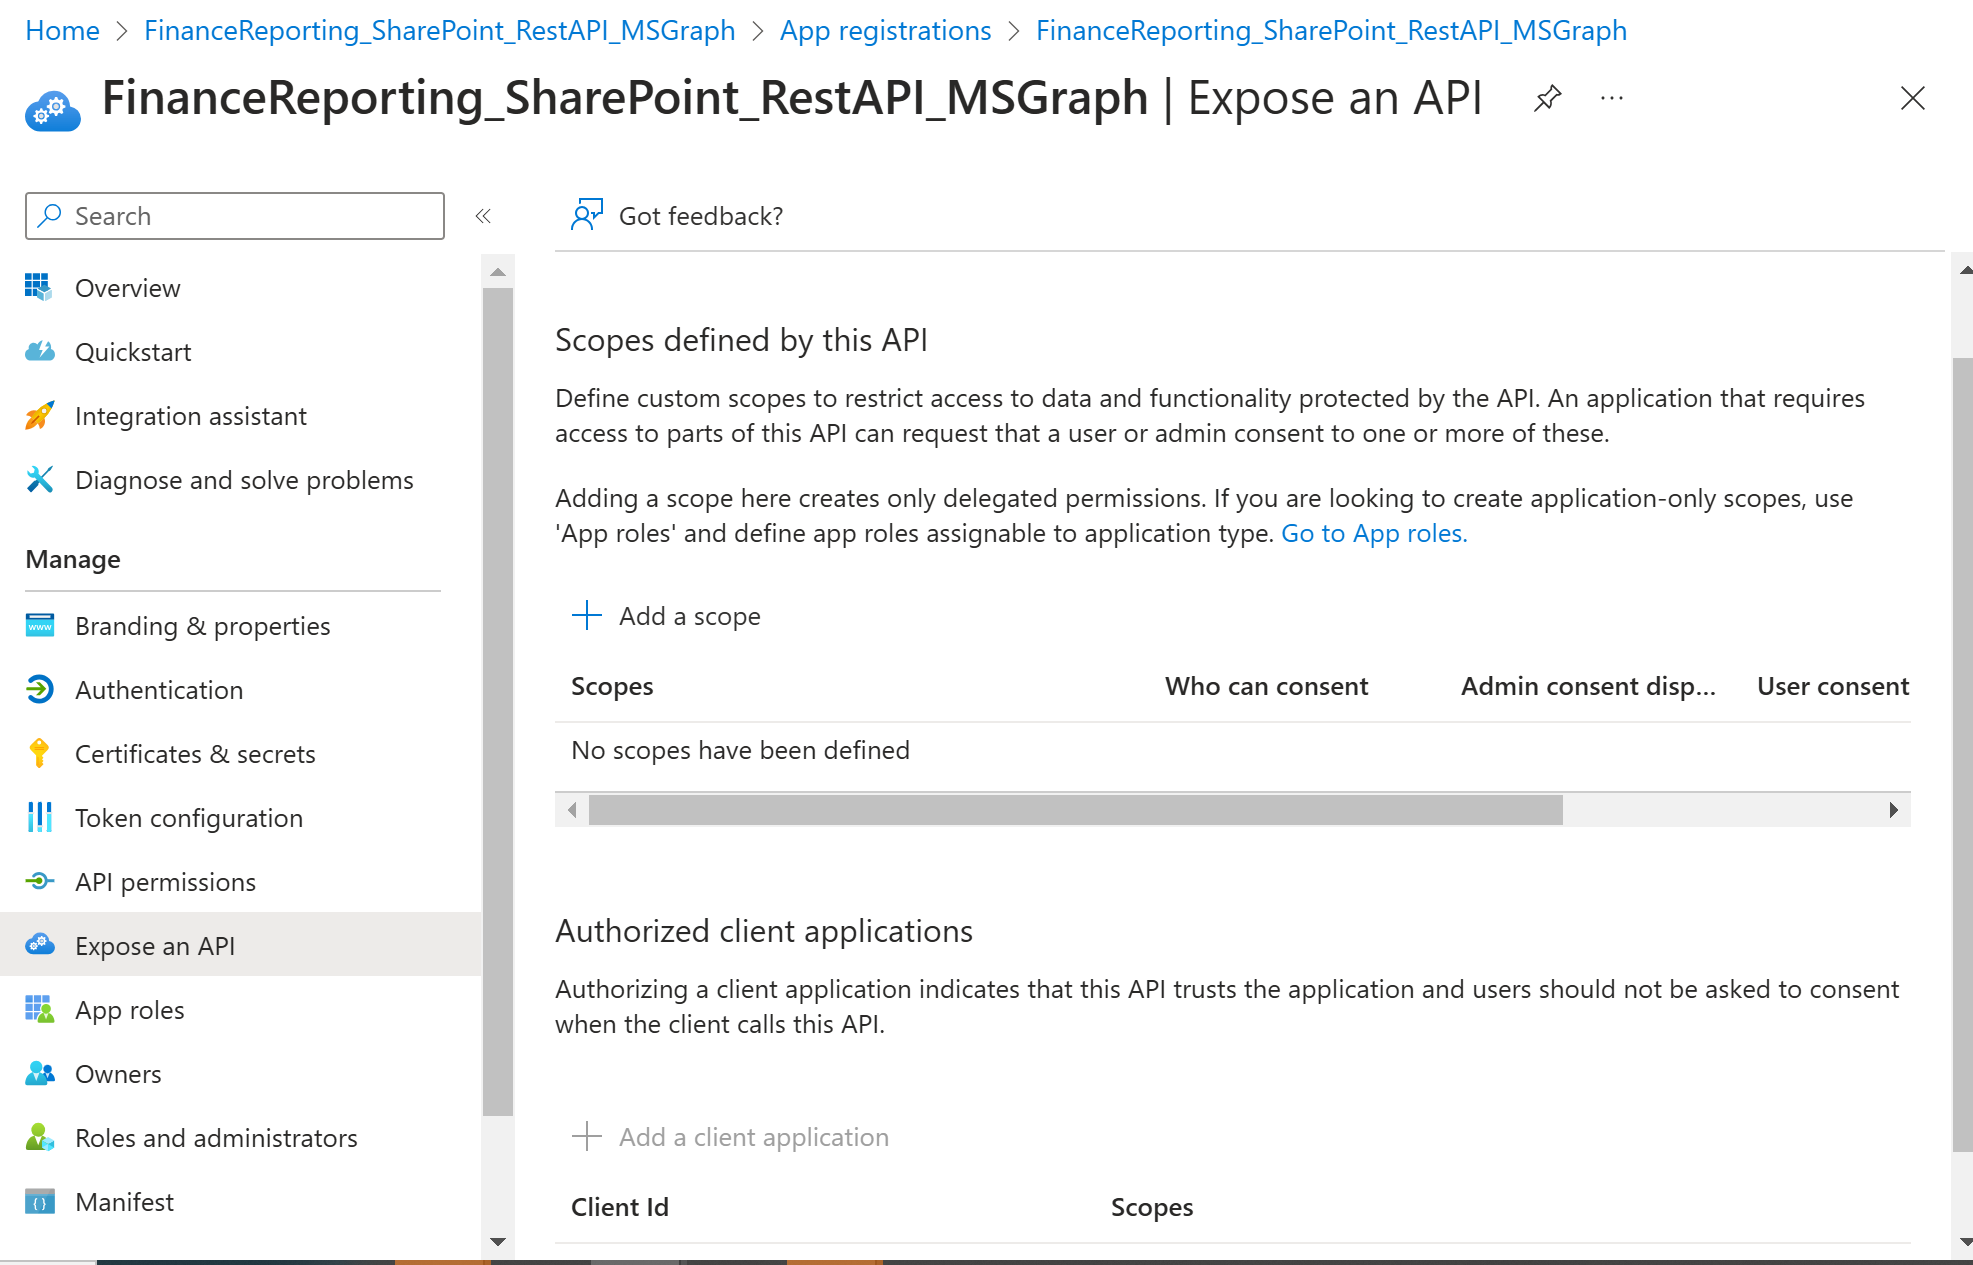 Home > FinanceReporting_SharePoint_RestAPI_MSGraph > App registrations > FinanceReporting_SharePoint_RestAPI_MSGraph
FinanceReporting_SharePoint_RestAPI_MSGraph | Expose an API
Search
Got feedback?
Overview
Quickstart
Integration assistant
Diagnose and solve problems
Manage
Branding & properties
Authentication
Certificates & secrets
Token configuration
API permissions
Expose an API
App roles
Owners
Roles and administrators
Manifest
Scopes defined by this API
Define custom scopes to restrict access to data and functionality protected by the API. An application that requires
access to parts of this API can request that a user or admin consent to one or more of these.
Adding a scope here creates only delegated permissions. If you are looking to create application-only scopes, use
'App roles' and define app roles assignable to application type. Go to App roles.
Add a scope
Scopes Who can consent Admin consent disp... User consent
No scopes have been defined
Authorized client applications
Authorizing a client application indicates that this API trusts the application and users should not be asked to consent
when the client calls this API.
Add a client application
Client Id Scopes